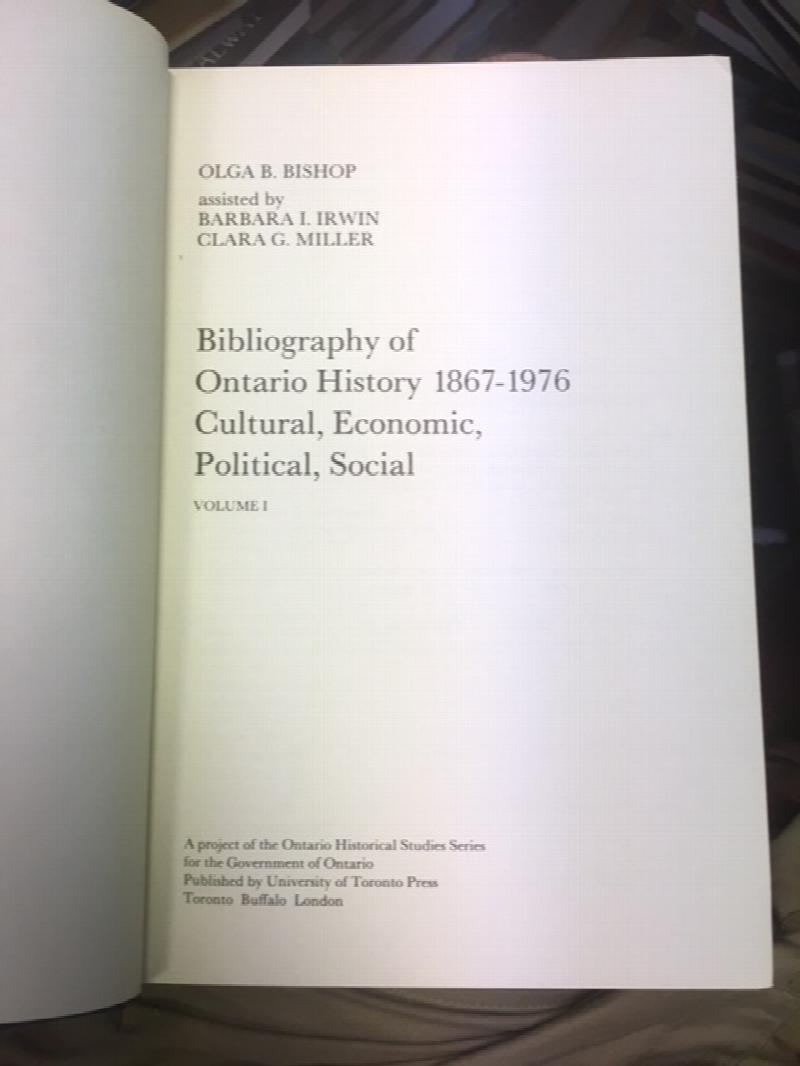 OLGA B. BISHOP
assisted by
BARBARA I. IRWIN
CLARA G. MILLER
Bibliography of
Ontario History 1867-1976
Cultural, Economic,
Political, Social
VOLUME I
A project of the Ontario Historical Studies Series
for the Government of Ontario
Published by University of Toronto Press
Toronto Buffalo London